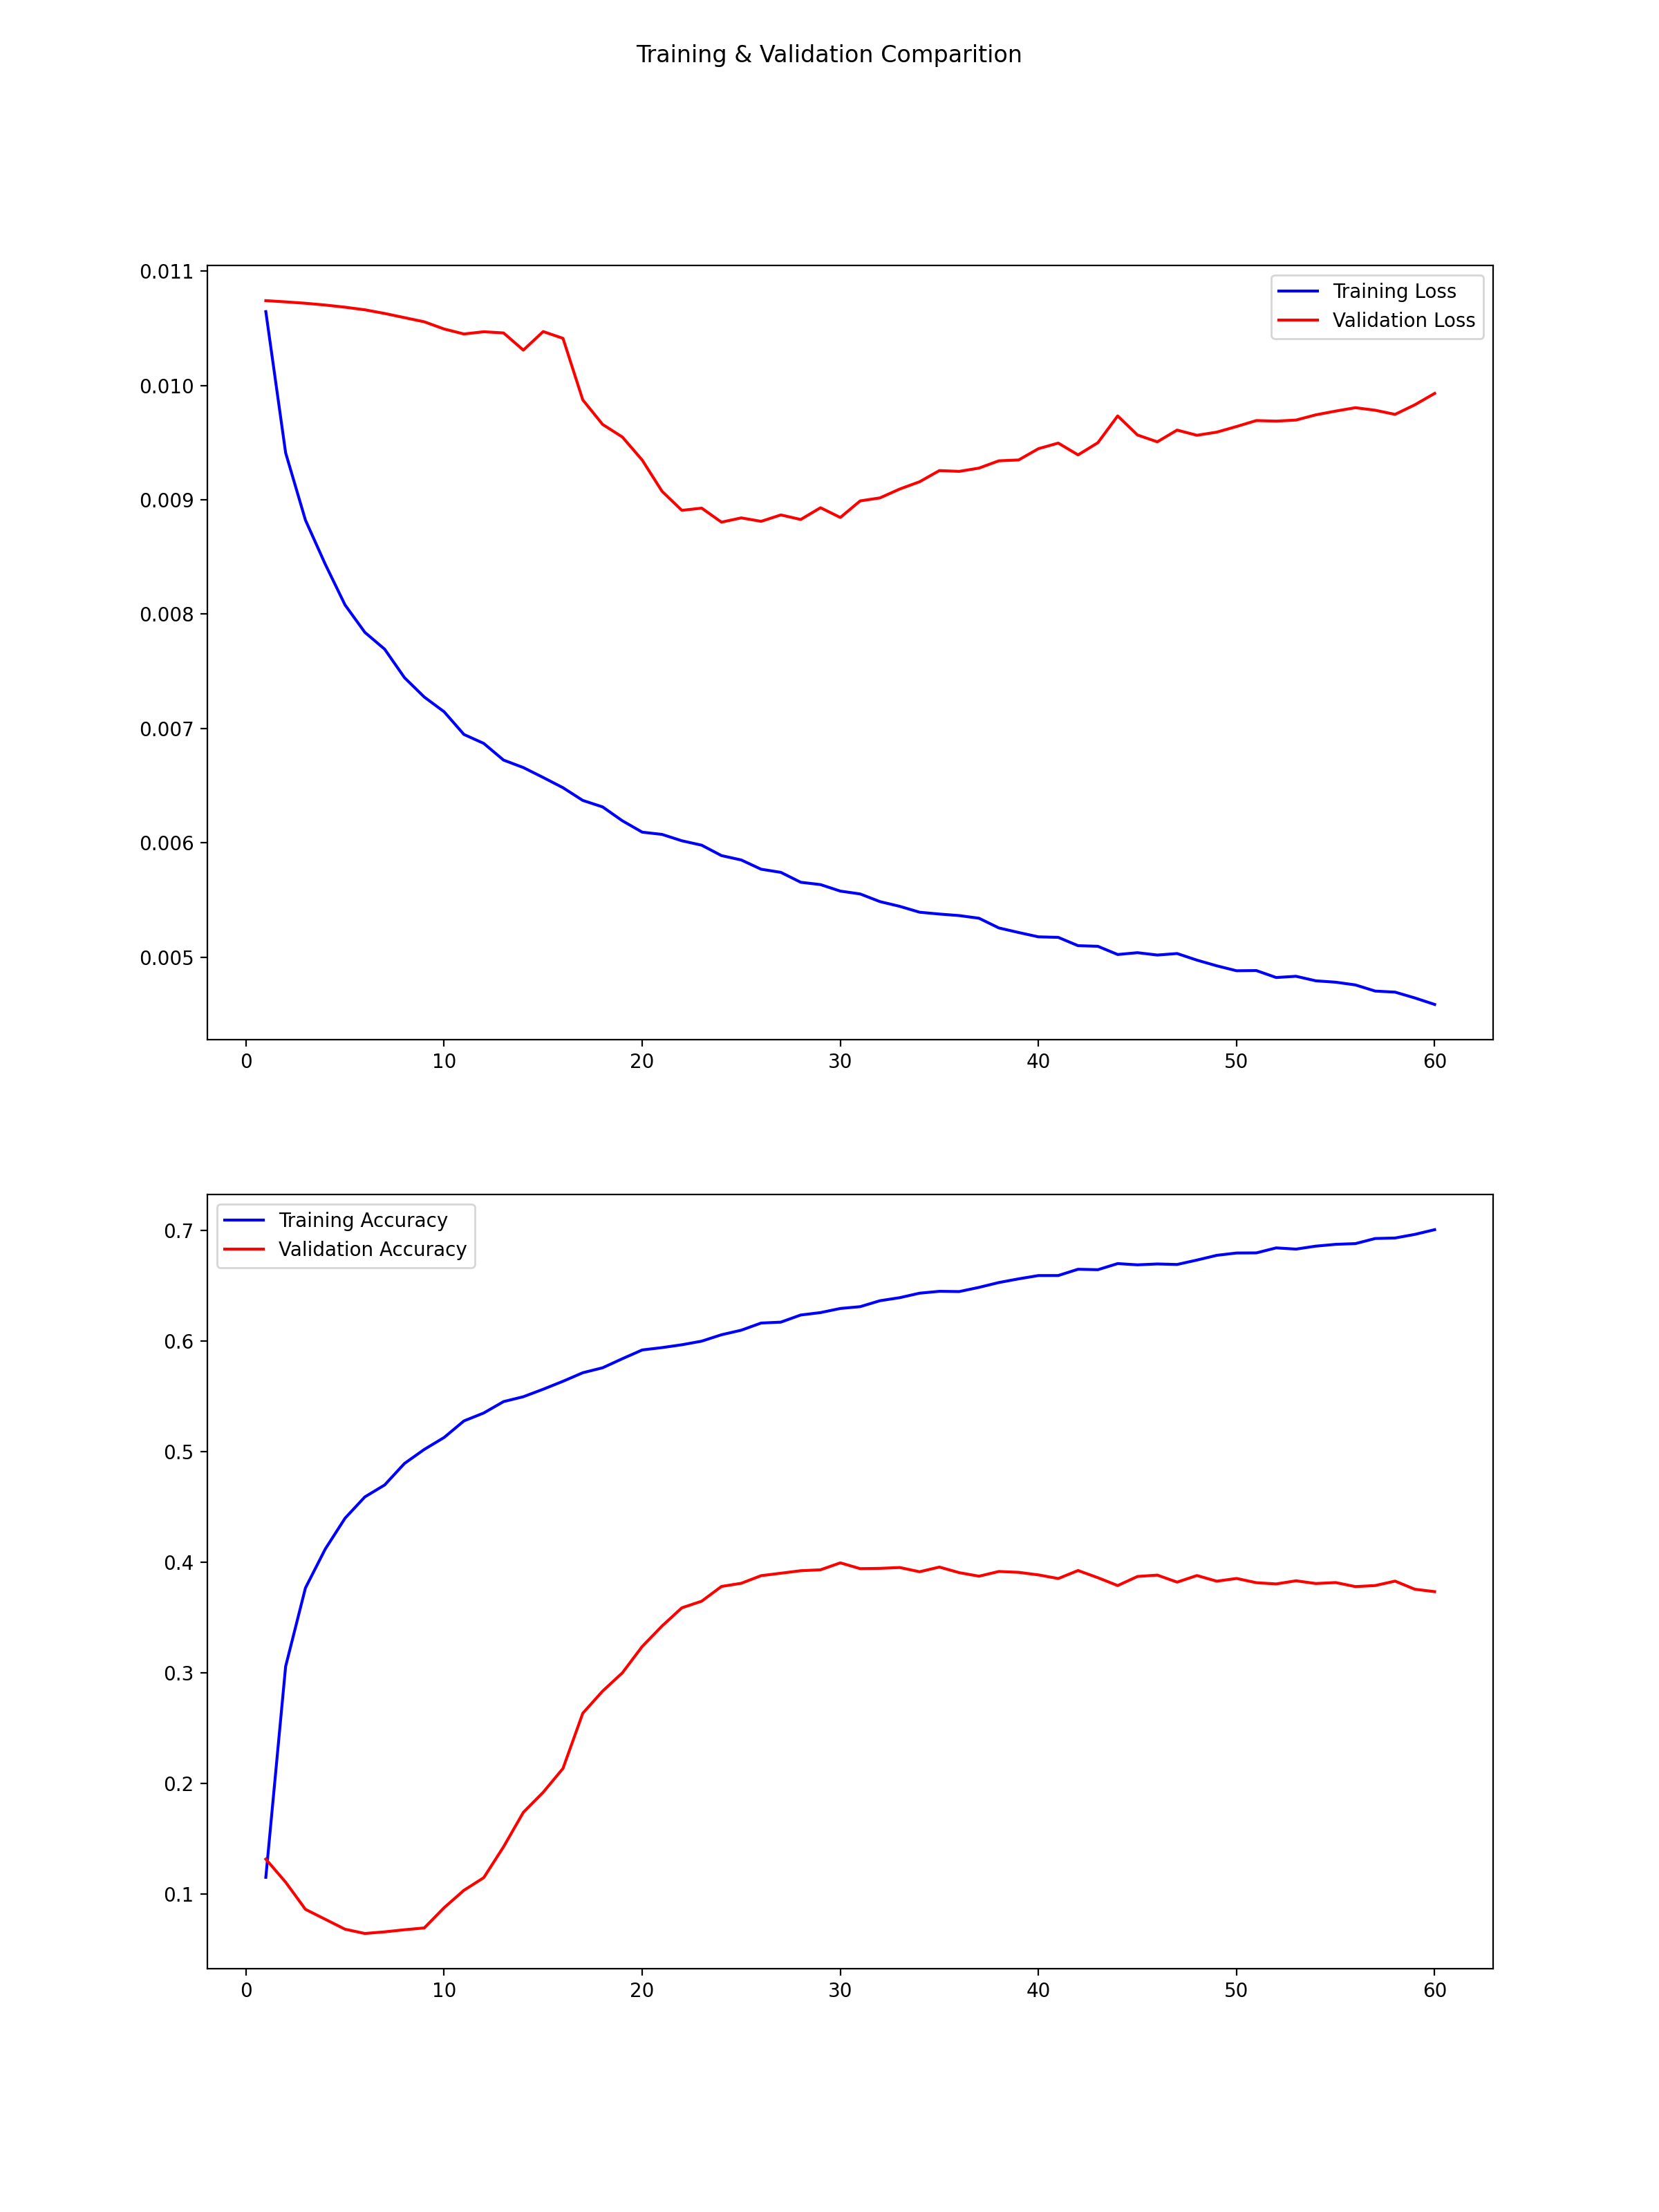 Training & Validation Comparition
0.011
Training Loss
Validation Loss
0.010
0.009
0.008
0.007
0.006
0.005
0 10 20 30 40 50 60
Training Accuracy
Validation Accuracy
0.7
0.6
0.5
0.4
0.3
0.2
0.1
0 10 20 30 40 50 60